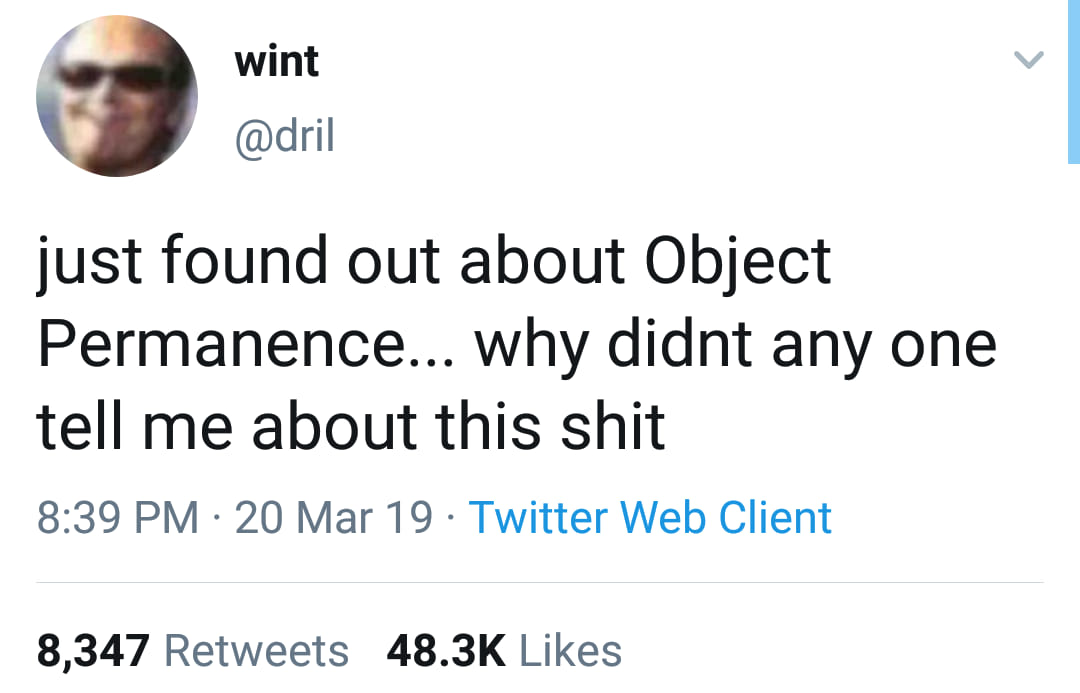 wint
@dril
just found out about Object
Permanence... why didnt any one
tell me about this shit
8:39 PM · 20 Mar 19 · Twitter Web Client
8,347 Retweets 48.3K Likes